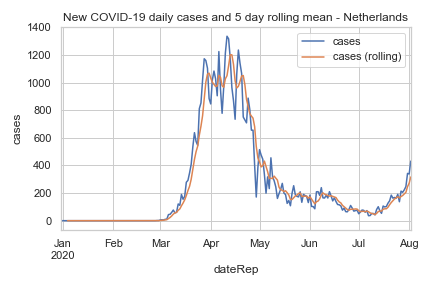 New COVID-19 daily cases and 5 day rolling mean - Netherlands
1400
1200
1000
800
600
400
200
0
cases
cases
cases (rolling)
Jan Feb Mar Apr May Jun Jul Aug
2020
dateRep